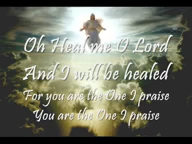 Oh Heal me O Lord
And I will be healed
For you are the One I praise
You are the One I praise